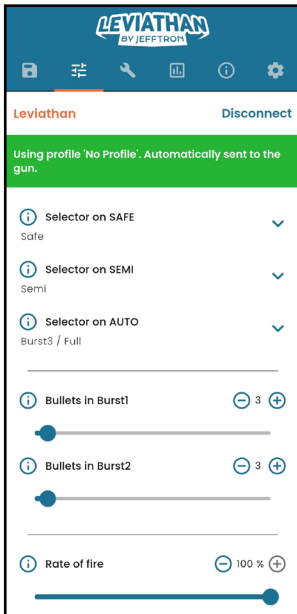 LEVIATHAN
BY JEFFTRON
Leviathan Disconnect
Using profile 'No Profile'. Automatically sent to the
gun.
Selector on SAFE
Safe
Selector on SEMI
Semi
Selector on AUTO
Burst3 / Full
Bullets in Burst1 3
Bullets in Burst2 3
Rate of fire 100 %